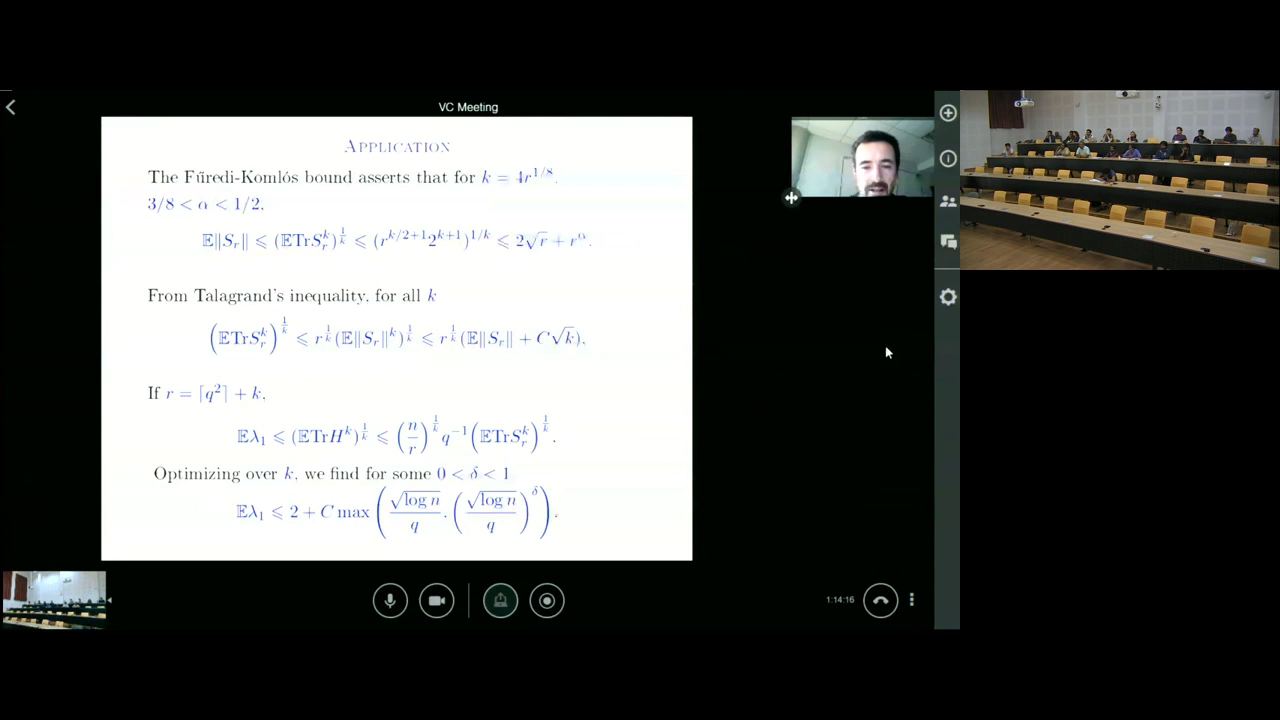 VC Meeting
APPLICATION
The Fűredi-Komlós bound asserts that for k = 4r^{1/8},
3/8 < α < 1/2,
𝔼‖S_r‖ ⩽ (𝔼TrS_r^k)^{1/k} ⩽ (r^{k/2+1}2^{k+1})^{1/k} ⩽ 2√r + r^α.
From Talagrand's inequality, for all k
(𝔼TrS_r^k)^{1/k} ⩽ r^{1/k}(𝔼‖S_r‖^k)^{1/k} ⩽ r^{1/k}(𝔼‖S_r‖ + C√k),
If r = ⌈q²⌉ + k,
𝔼λ₁ ⩽ (𝔼TrH^k)^{1/k} ⩽ (n/r)^{1/k} q^{-1} (𝔼TrS_r^k)^{1/k}.
Optimizing over k, we find for some 0 < δ < 1
𝔼λ₁ ⩽ 2 + C max (√log n/q, (√log n/q)^δ).
1:14:16